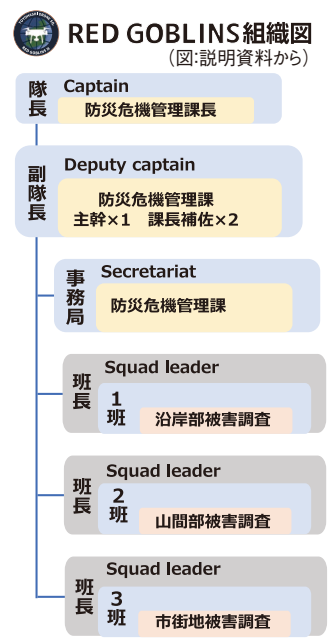 RED GOBLINS組織図
(図:説明資料から)
隊長
Captain
防災危機管理課長
副隊長
Deputy captain
防災危機管理課
主幹×1 課長補佐×2
事務局
Secretariat
防災危機管理課
班長
Squad leader
1班
沿岸部被害調査
班長
Squad leader
2班
山間部被害調査
班長
Squad leader
3班
市街地被害調査